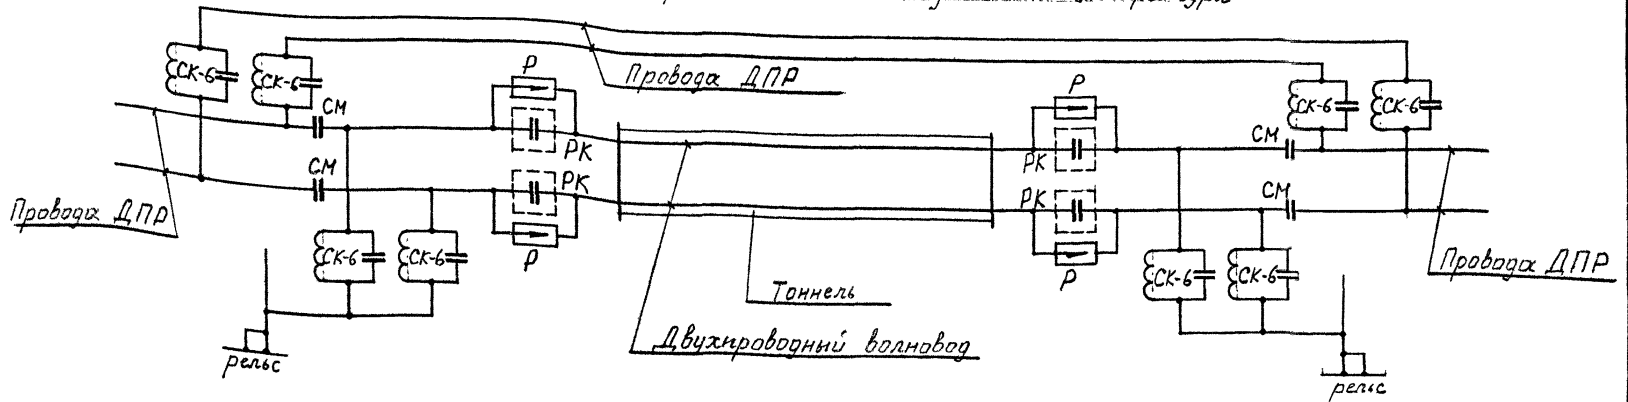 СК-6
СК-6
Провода ДПР
Р
Р
СК-6
СК-6
СМ
СМ
РК
РК
РК
РК
СМ
СМ
Провода ДПР
Р
Р
СК-6
СК-6
СК-6
СК-6
Провода ДПР
Тоннель
Двухпроводный волновод
рельс
рельс